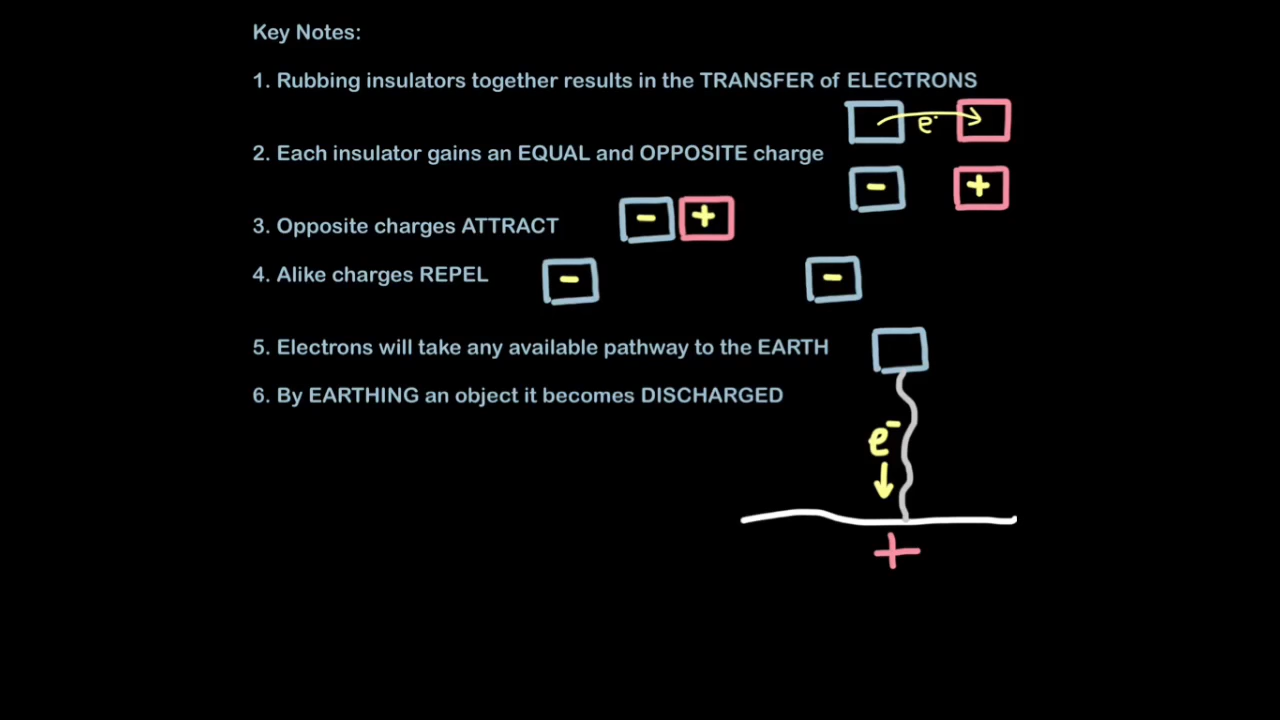 Key Notes:
1. Rubbing insulators together results in the TRANSFER of ELECTRONS
e-
2. Each insulator gains an EQUAL and OPPOSITE charge
- +
3. Opposite charges ATTRACT - +
4. Alike charges REPEL - -
5. Electrons will take any available pathway to the EARTH
6. By EARTHING an object it becomes DISCHARGED
e-
+